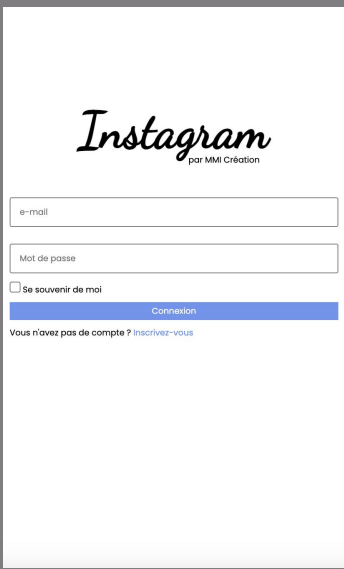 Instagram
par MMI Création
e-mail
Mot de passe
Se souvenir de moi
Connexion
Vous n'avez pas de compte ? Inscrivez-vous